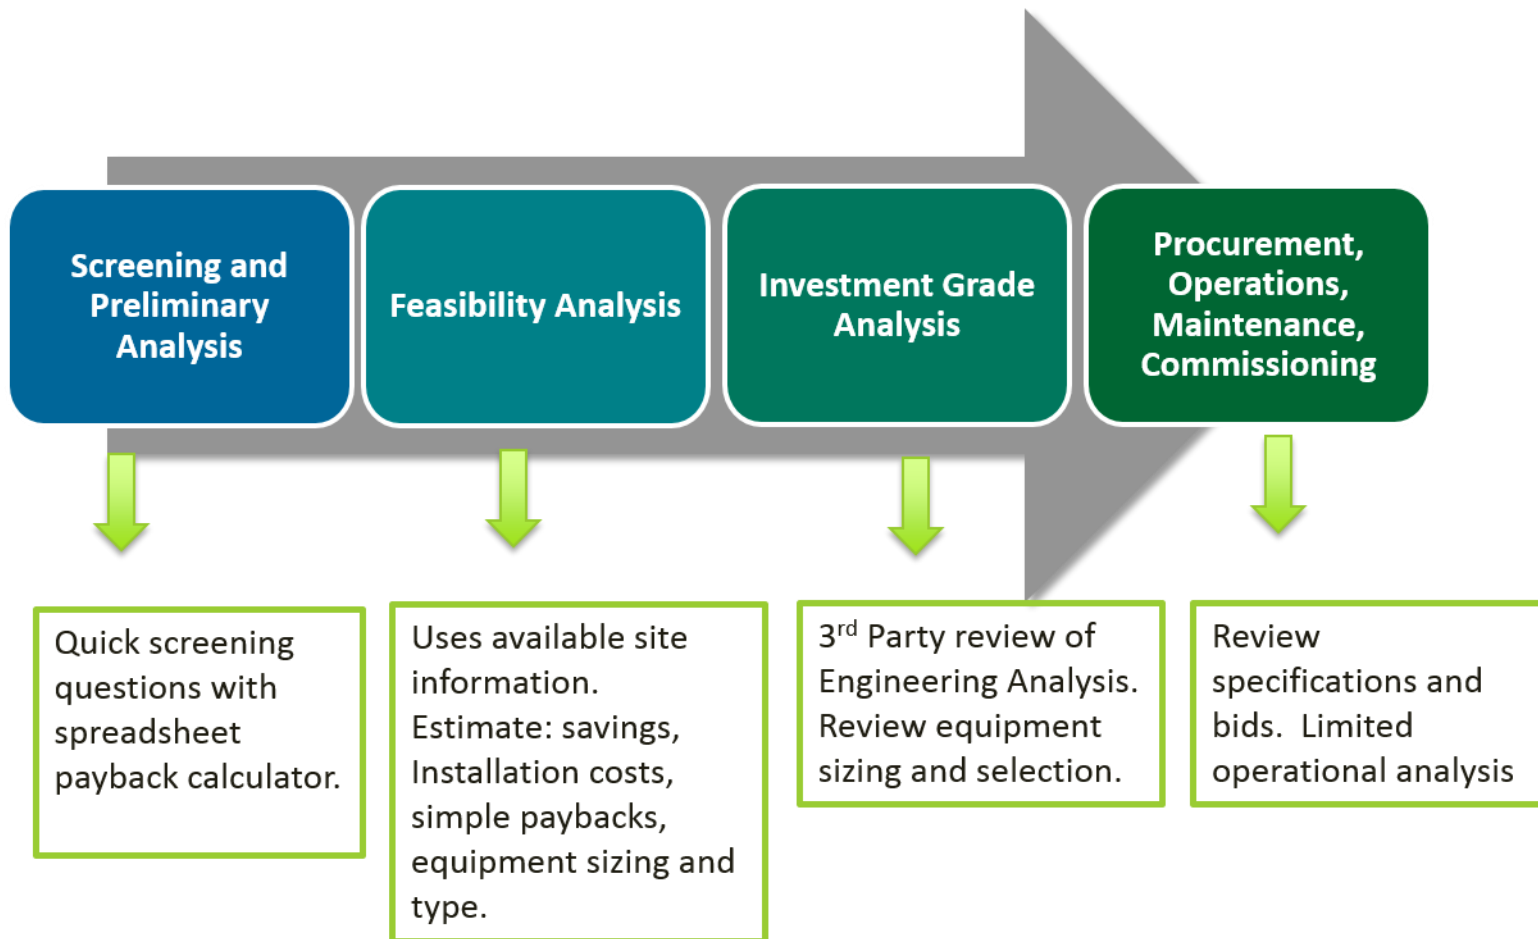 Screening and
Preliminary
Analysis
Feasibility Analysis
Investment Grade
Analysis
Procurement,
Operations,
Maintenance,
Commissioning
Quick screening
questions with
spreadsheet
payback calculator.
Uses available site
information.
Estimate: savings,
Installation costs,
simple paybacks,
equipment sizing and
type.
3rd Party review of
Engineering Analysis.
Review equipment
sizing and selection.
Review
specifications and
bids.  Limited
operational analysis